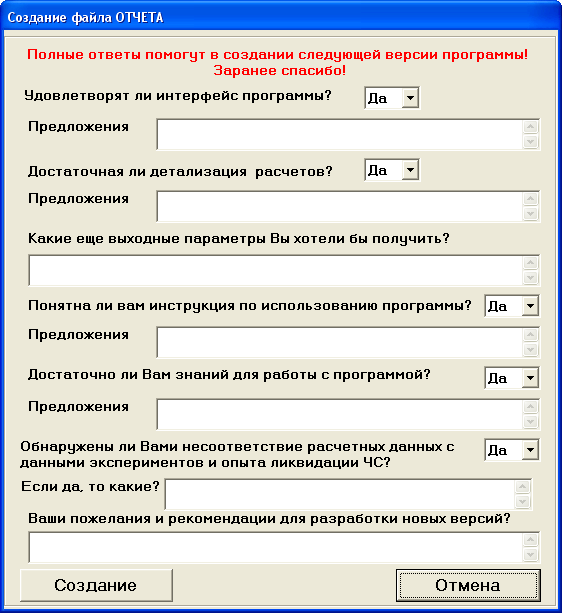 Создание файла ОТЧЕТА
Полные ответы помогут в создании следующей версии программы!
Заранее спасибо!
Удовлетворят ли интерфейс программы?
Да
Предложения
Достаточная ли детализация расчетов?
Да
Предложения
Какие еще выходные параметры Вы хотели бы получить?
Понятна ли вам инструкция по использованию программы?
Да
Предложения
Достаточно ли Вам знаний для работы с программой?
Да
Предложения
Обнаружены ли Вами несоответствие расчетных данных с
данными экспериментов и опыта ликвидации ЧС?
Да
Если да, то какие?
Ваши пожелания и рекомендации для разработки новых версий?
Создание
Отмена